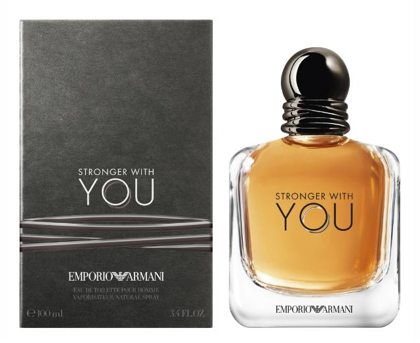 STRONGER WITH
YOU
EMPORIO ARMANI
EAU DE TOILETTE POUR HOMME
VAPORISATEUR NATURAL SPRAY
℮ 100 ml 3.4 FL.OZ.
STRONGER WITH
YOU
EMPORIO ARMANI